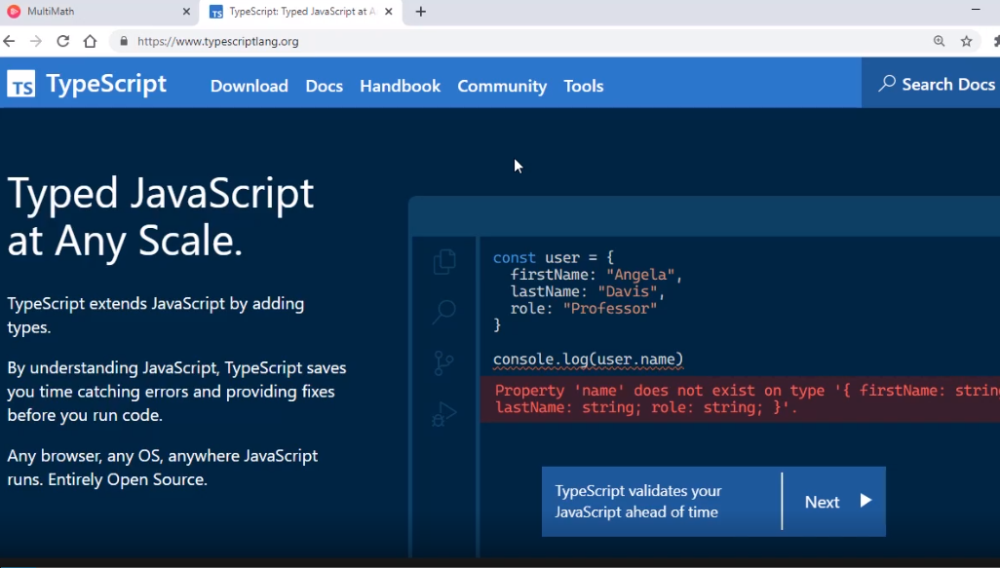 MultiMath
TypeScript: Typed JavaScript at A
https://www.typescriptlang.org
TS TypeScript Download Docs Handbook Community Tools Search Docs
Typed JavaScript
at Any Scale.
TypeScript extends JavaScript by adding
types.
By understanding JavaScript, TypeScript saves
you time catching errors and providing fixes
before you run code.
Any browser, any OS, anywhere JavaScript
runs. Entirely Open Source.
const user = {
firstName: "Angela",
lastName: "Davis",
role: "Professor"
}
console.log(user.name)
Property 'name' does not exist on type '{ firstName: strin
lastName: string; role: string; }'.
TypeScript validates your
JavaScript ahead of time
Next